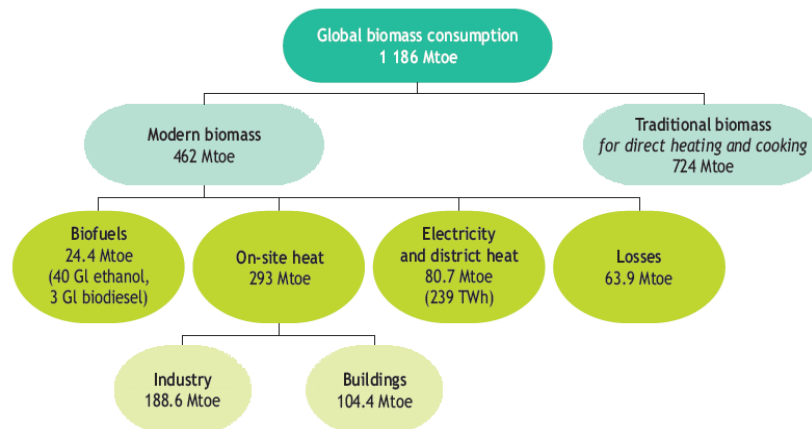 Global biomass consumption
1 186 Mtoe
Modern biomass
462 Mtoe
Traditional biomass
for direct heating and cooking
724 Mtoe
Biofuels
24.4 Mtoe
(40 Gl ethanol,
3 Gl biodiesel)
On-site heat
293 Mtoe
Electricity
and district heat
80.7 Mtoe
(239 TWh)
Losses
63.9 Mtoe
Industry
188.6 Mtoe
Buildings
104.4 Mtoe